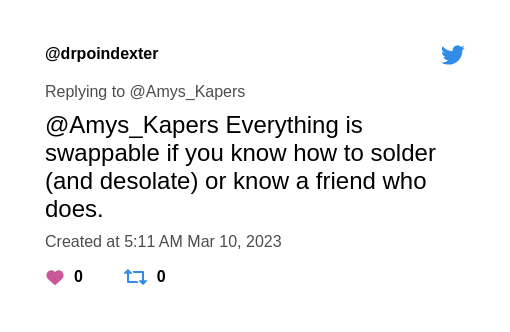 @drpoindexter
Replying to @Amys_Kapers
@Amys_Kapers Everything is
swappable if you know how to solder
(and desolate) or know a friend who
does.
Created at 5:11 AM Mar 10, 2023
0 0